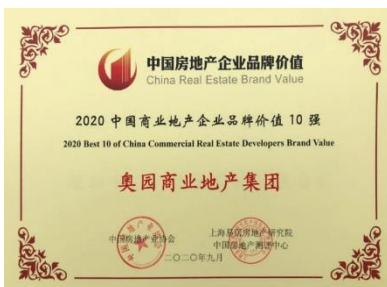 中国房地产企业品牌价值
China Real Estate Brand Value
2020 中国商业地产企业品牌价值 10 强
2020 Best 10 of China Commercial Real Estate Developers Brand Value
奥园商业地产集团
中国房地产业协会
上海易居房地产研究院
中国房地产测评中心
二〇二〇年九月